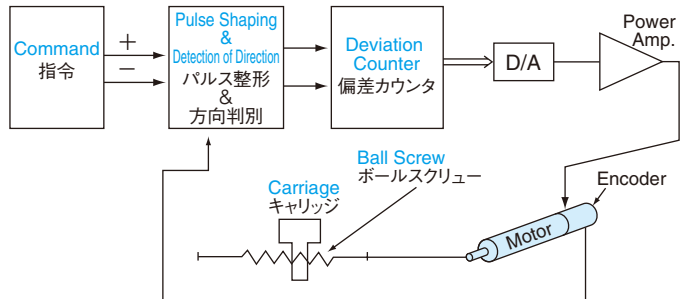 Command
指令
+
−
Pulse Shaping
&
Detection of Direction
パルス整形
&
方向判別
Deviation
Counter
偏差カウンタ
D/A
Power
Amp.
Ball Screw
ボールスクリュー
Carriage
キャリッジ
Encoder
Motor